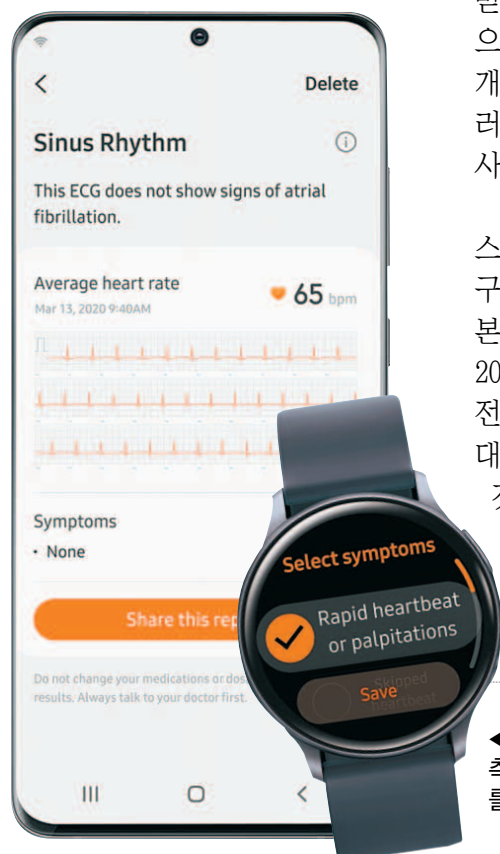 Delete
Sinus Rhythm
This ECG does not show signs of atrial
fibrillation.
Average heart rate
65 bpm
Mar 13, 2020 9:40AM
Symptoms
• None
Share this rep
Do not change your medications or dos
results. Always talk to your doctor first.
Select symptoms
Rapid heartbeat
or palpitations
Skipped
heartbeat
Save
으
개
러
사
스
구
본
20
전
대
를